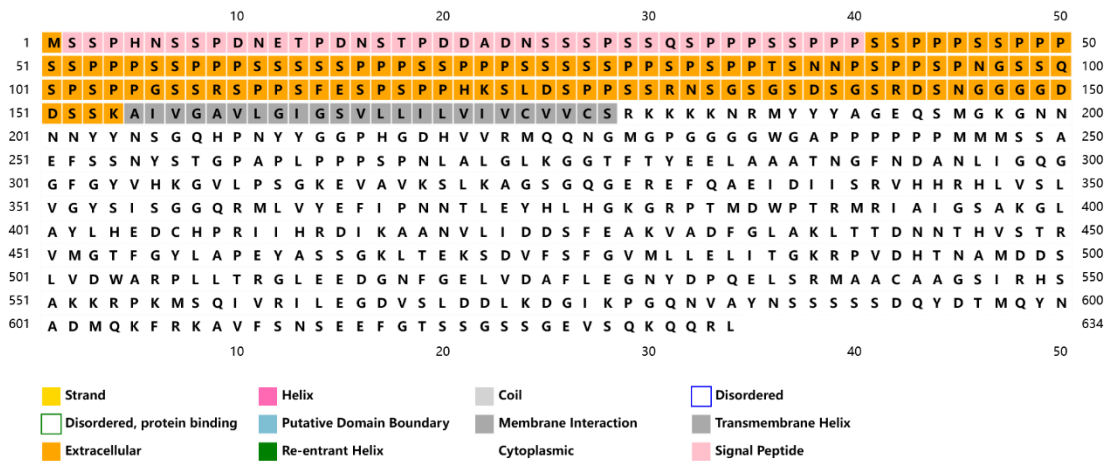 10 20 30 40 50
1 M S S P H N S S P D N E T P D N S T P D D A D N S S S P S S Q S P P P S S P P P S S P P P S S P P P 50
51 S S P P P S S P P P S S S S P P P S S P P P S S S S S P P S P S P P T S N N P S P P S P N G S S Q 100
101 S P S P P G S S R S P P S F E S P S P P H K S L D S P P S S R N S G S G S D S G S R D S N G G G G D 150
151 D S S K A I V G A V L G I G S V L L I L V I V C V V C S R K K K K N R M Y Y Y A G E Q S M G K G N N 200
201 N N Y Y N S G Q H P N Y Y G G P H G D H V V R M Q Q N G M G P G G G G W G A P P P P P P M M M S S A 250
251 E F S S N Y S T G P A P L P P P S P N L A L G L K G G T F T Y E E L A A A T N G F N D A N L I G Q G 300
301 G F G Y V H K G V L P S G K E V A V K S L K A G S G Q G E R E F Q A E I D I I S R V H H R H L V S L 350
351 V G Y S I S G G Q R M L V Y E F I P N N T L E Y H L H G K G R P T M D W P T R M R I A I G S A K G L 400
401 A Y L H E D C H P R I I H R D I K A A N V L I D D S F E A K V A D F G L A K L T T D N N T H V S T R 450
451 V M G T F G Y L A P E Y A S S G K L T E K S D V F S F G V M L L E L I T G K R P V D H T N A M D D S 500
501 L V D W A R P L L T R G L E E D G N F G E L V D A F L E G N Y D P Q E L S R M A A C A A G S I R H S 550
551 A K K R P K M S Q I V R I L E G D V S L D D L K D G I K P G Q N V A Y N S S S S S D Q Y D T M Q Y N 600
601 A D M Q K F R K A V F S N S E E F G T S S G S S G E V S Q K Q Q R L 634
10 20 30 40 50
Strand Helix Coil Disordered
Disordered, protein binding Putative Domain Boundary Membrane Interaction Transmembrane Helix
Extracellular Re-entrant Helix Cytoplasmic Signal Peptide